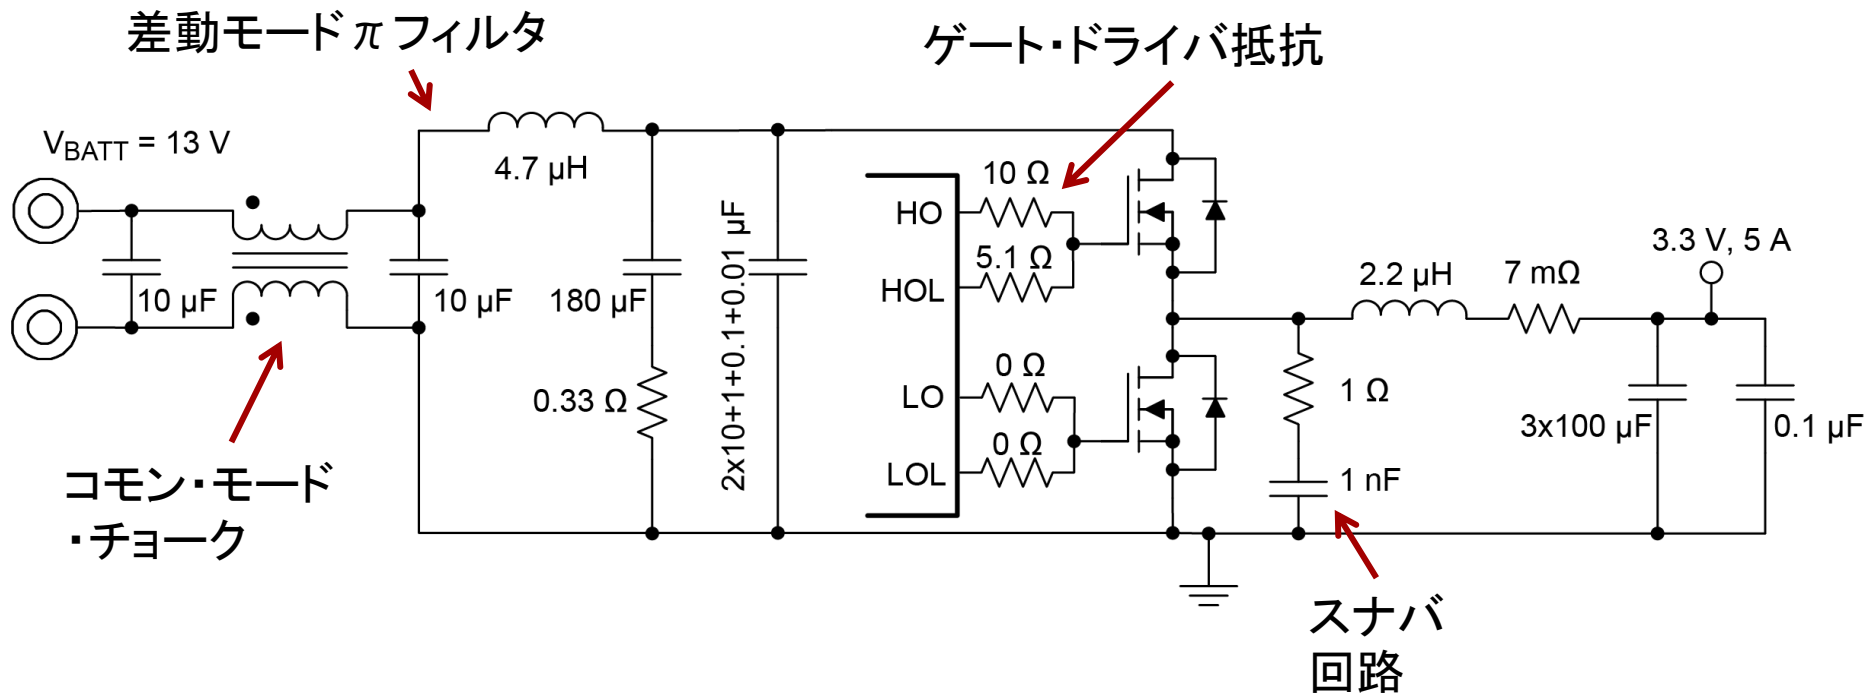 差動モードπフィルタ
ゲート・ドライバ抵抗
VBATT = 13 V
4.7 µH
10 Ω
HO
5.1 Ω
HOL
10 µF
10 µF
180 µF
2x10+1+0.1+0.01 µF
0.33 Ω
0 Ω
LO
0 Ω
LOL
3.3 V, 5 A
2.2 µH
7 mΩ
1 Ω
3x100 µF
0.1 µF
1 nF
コモン・モード
・チョーク
スナバ
回路